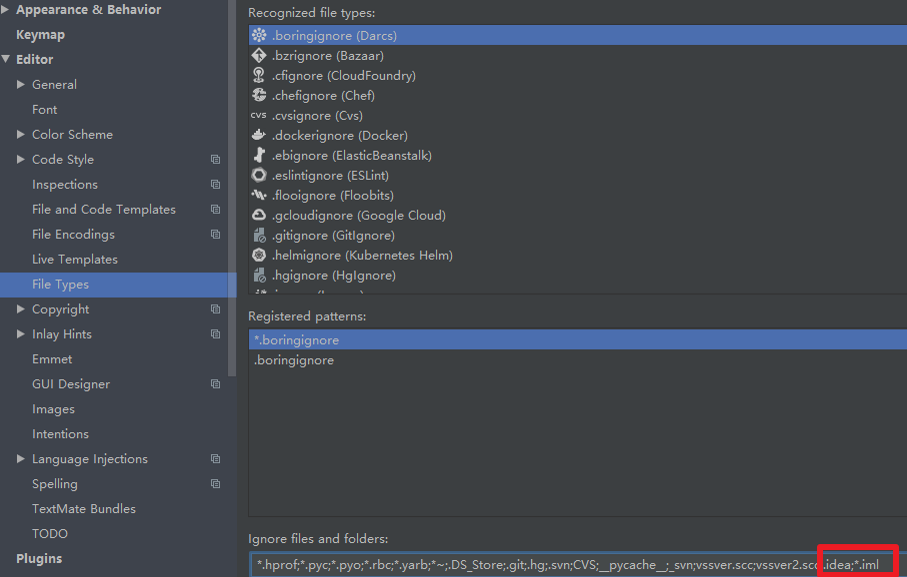 Appearance & Behavior
Keymap
Editor
General
Font
Color Scheme
Code Style
Inspections
File and Code Templates
File Encodings
Live Templates
File Types
Copyright
Inlay Hints
Emmet
GUI Designer
Images
Intentions
Language Injections
Spelling
TextMate Bundles
TODO
Plugins
Recognized file types:
.boringignore (Darcs)
.bzrignore (Bazaar)
.cfignore (CloudFoundry)
.chefignore (Chef)
CVS .cvsignore (Cvs)
.dockerignore (Docker)
.ebignore (ElasticBeanstalk)
.eslintignore (ESLint)
.flooignore (Floobits)
.gcloudignore (Google Cloud)
.gitignore (GitIgnore)
.helmignore (Kubernetes Helm)
.hgignore (HgIgnore)
Registered patterns:
*.boringignore
.boringignore
Ignore files and folders:
*.hprof;*.pyc;*.pyo;*.rbc;*.yarb;*~;.DS_Store;.git;.hg;.svn;CVS;__pycache__;_svn;vssver.scc;vssver2.scc.idea;*.iml